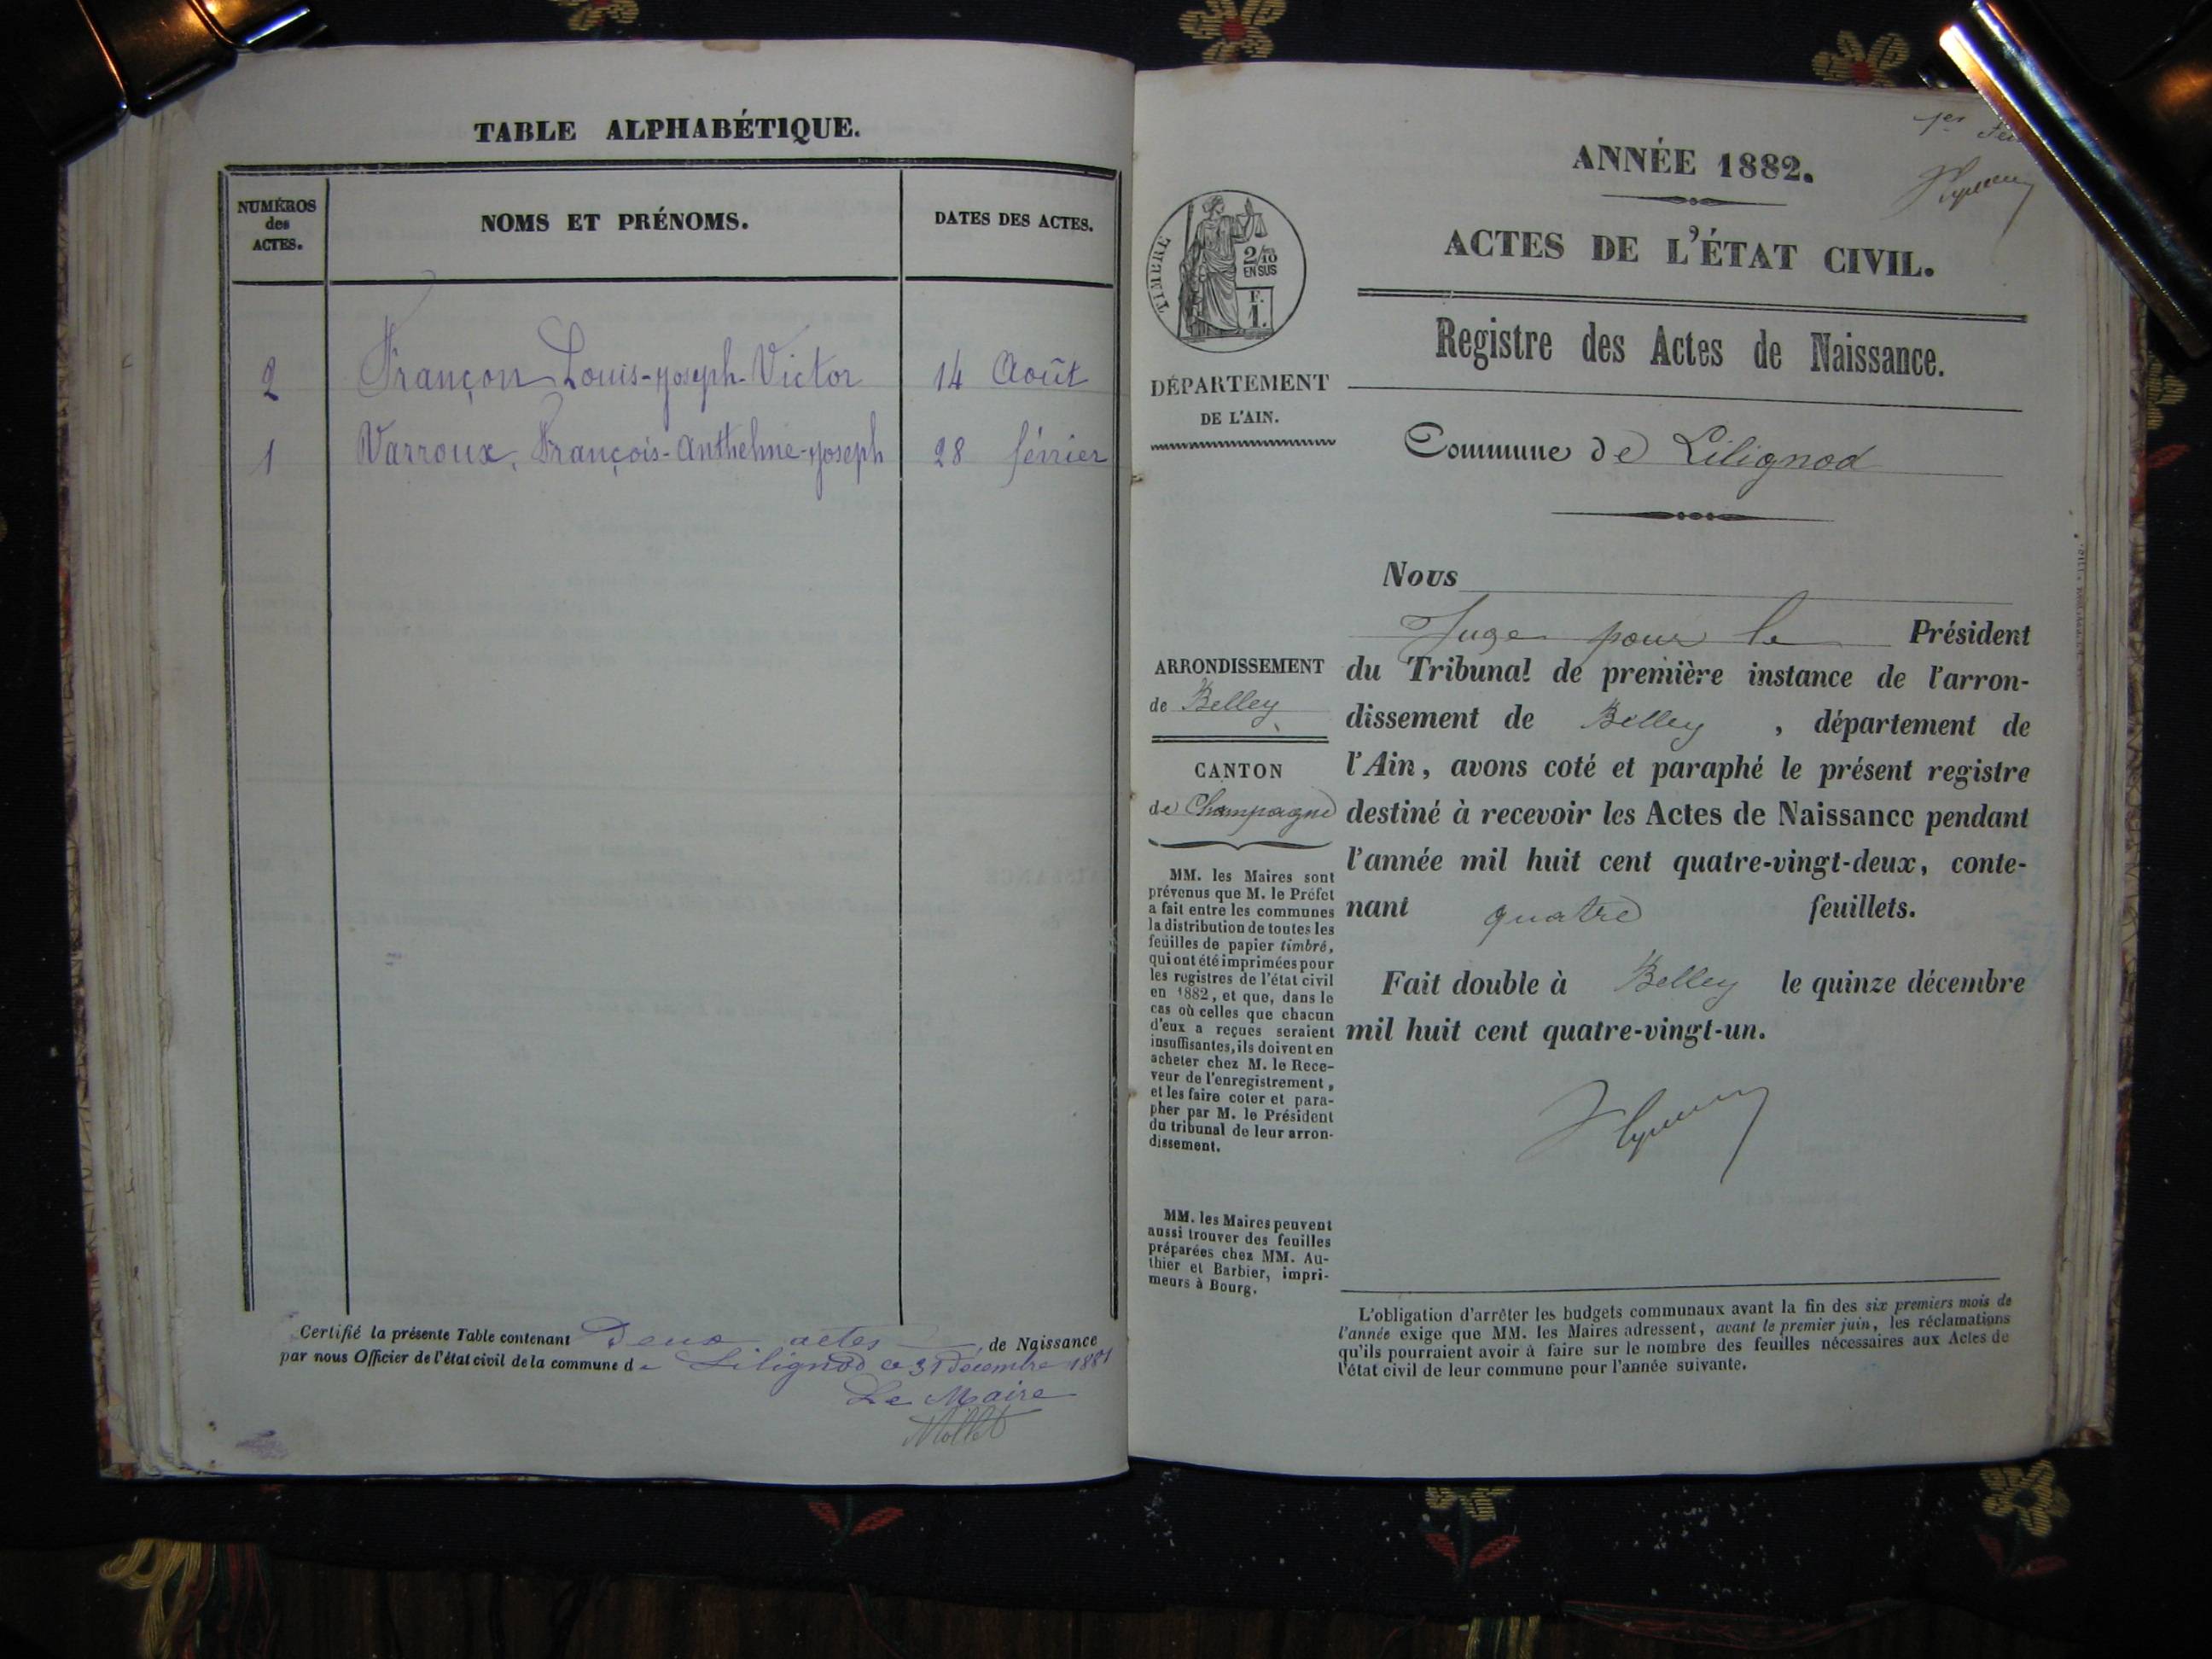 TABLE ALPHABÉTIQUE.
NUMÉROS
des
ACTES.
NOMS ET PRÉNOMS.
DATES DES ACTES.
2 Françon Louis-Joseph-Victor 14 Août
1 Varroux, François-Anthelme-Joseph 28 février
Certifié la présente Table contenant Deux actes, de Naissance
par nous Officier de l'état civil de la commune de Lilignod ce 31 Décembre 1881
Le Maire
Mollet
1er
ANNÉE 1882.
ACTES DE L'ÉTAT CIVIL.
TIMBRE
2/10
EN SUS
F.
1.
Registre des Actes de Naissance.
DÉPARTEMENT
DE L'AIN.
Commune de Lilignod
Nous
Juge pour le Président
du Tribunal de première instance de l'arron-
dissement de Belley, département de
l'Ain, avons coté et paraphé le présent registre
destiné à recevoir les Actes de Naissance pendant
l'année mil huit cent quatre-vingt-deux, conte-
nant quatre feuillets.
Fait double à Belley le quinze décembre
mil huit cent quatre-vingt-un.
ARRONDISSEMENT
de Belley
CANTON
de Champagne
MM. les Maires sont
prévenus que M. le Préfet
a fait entre les communes
la distribution de toutes les
feuilles de papier timbré,
qui ont été imprimées pour
les registres de l'état civil
en 1882, et que, dans le
cas où celles que chacun
d'eux a reçues seraient
insuffisantes, ils doivent en
acheter chez M. le Rece-
veur de l'enregistrement,
et les faire coter et para-
pher par M. le Président
du tribunal de leur arron-
dissement.
MM. les Maires peuvent
aussi trouver des feuilles
préparées chez MM. Au-
thier et Barbier, impri-
meurs à Bourg.
L'obligation d'arrêter les budgets communaux avant la fin des six premiers mois de
l'année exige que MM. les Maires adressent, avant le premier juin, les réclamations
qu'ils pourraient avoir à faire sur le nombre des feuilles nécessaires aux Actes de
l'état civil de leur commune pour l'année suivante.